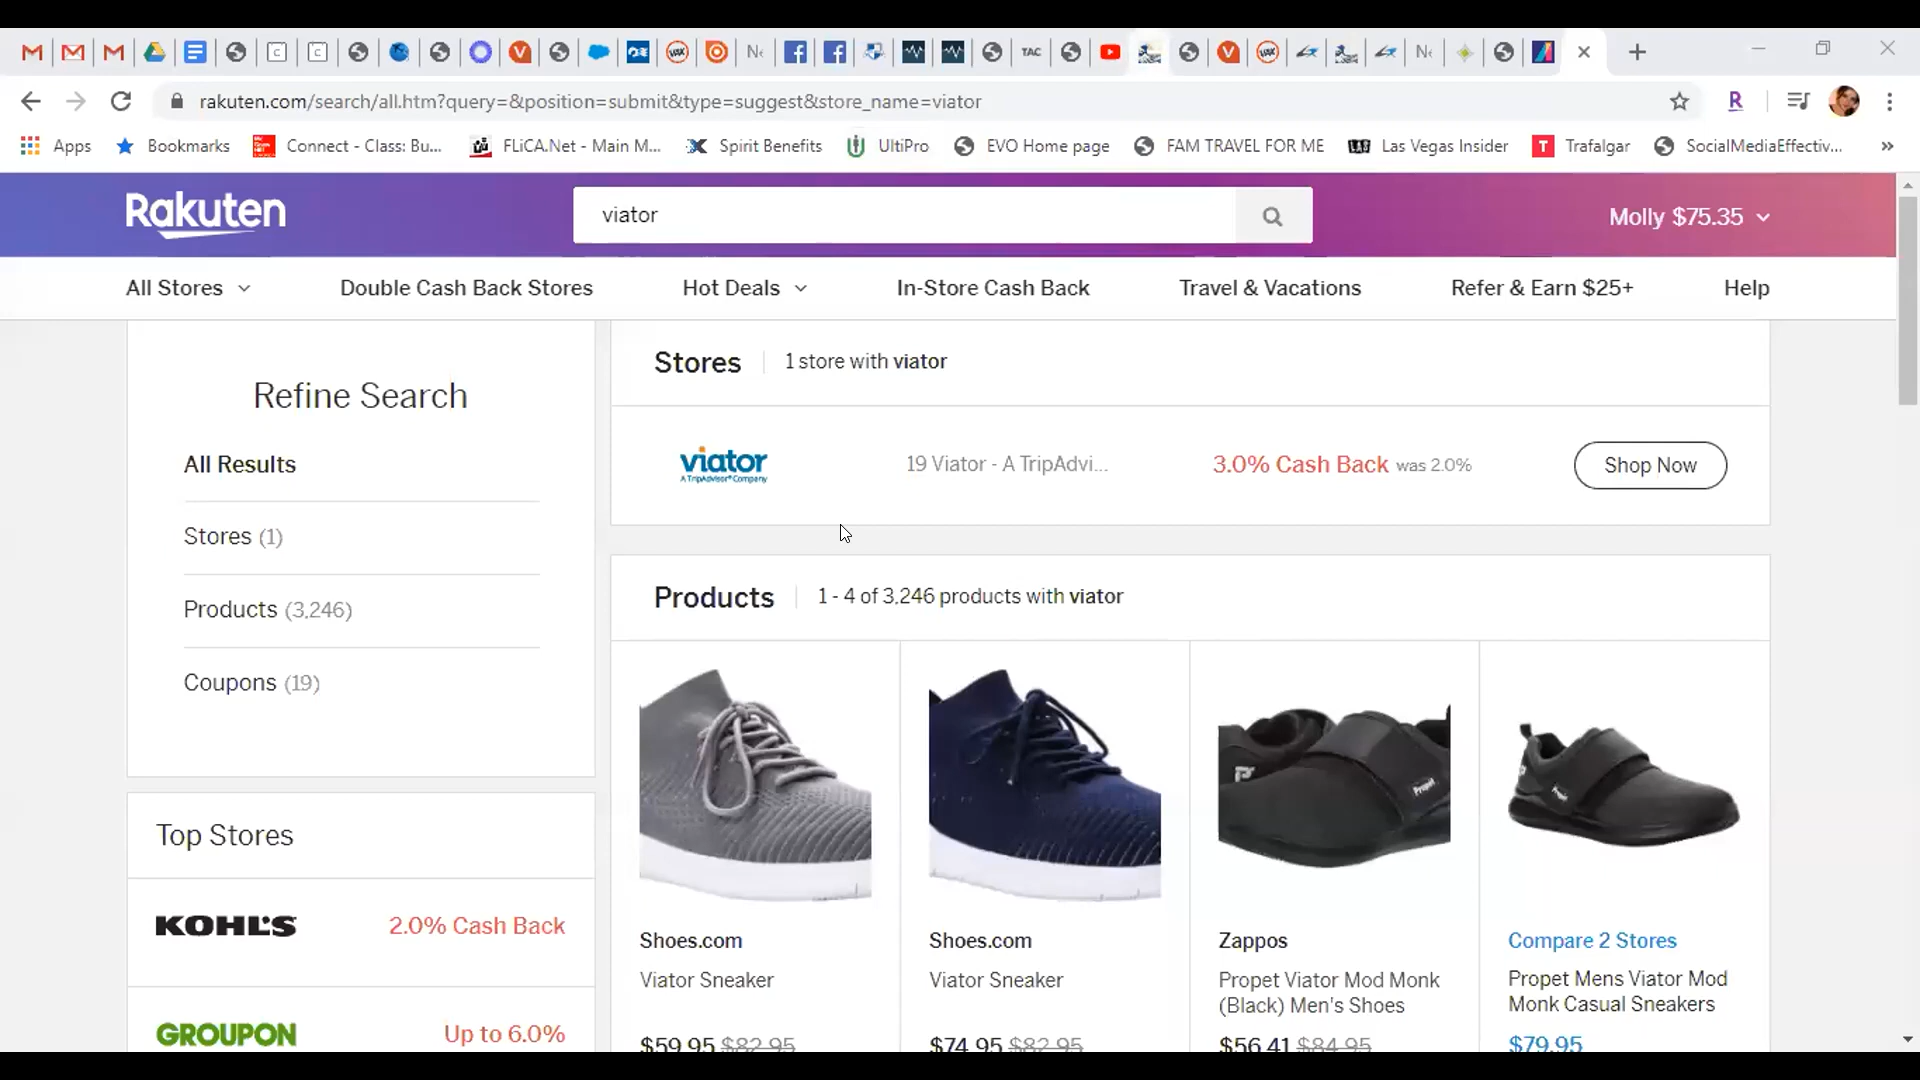 TAC
rakuten.com/search/all.htm?query=&position=submit&type=suggest&store_name=viator
Apps
Bookmarks
Connect - Class: Bu...
FLiCA.Net - Main M...
Spirit Benefits
UltiPro
EVO Home page
FAM TRAVEL FOR ME
Las Vegas Insider
Trafalgar
SocialMediaEffectiv...
Rakuten
viator
Molly $75.35
All Stores
Double Cash Back Stores
Hot Deals
In-Store Cash Back
Travel & Vacations
Refer & Earn $25+
Help
Refine Search
All Results
Stores (1)
Products (3,246)
Coupons (19)
Top Stores
KOHL'S
2.0% Cash Back
GROUPON
Up to 6.0%
Stores
1 store with viator
viator
A TripAdvisor® Company
19 Viator - A TripAdvi...
3.0% Cash Back was 2.0%
Shop Now
Products
1 - 4 of 3,246 products with viator
Shoes.com
Viator Sneaker
$59.95 $82.95
Shoes.com
Viator Sneaker
$74.95 $82.95
Zappos
Propet Viator Mod Monk
(Black) Men's Shoes
$56.41 $84.95
Compare 2 Stores
Propet Mens Viator Mod
Monk Casual Sneakers
$79.95